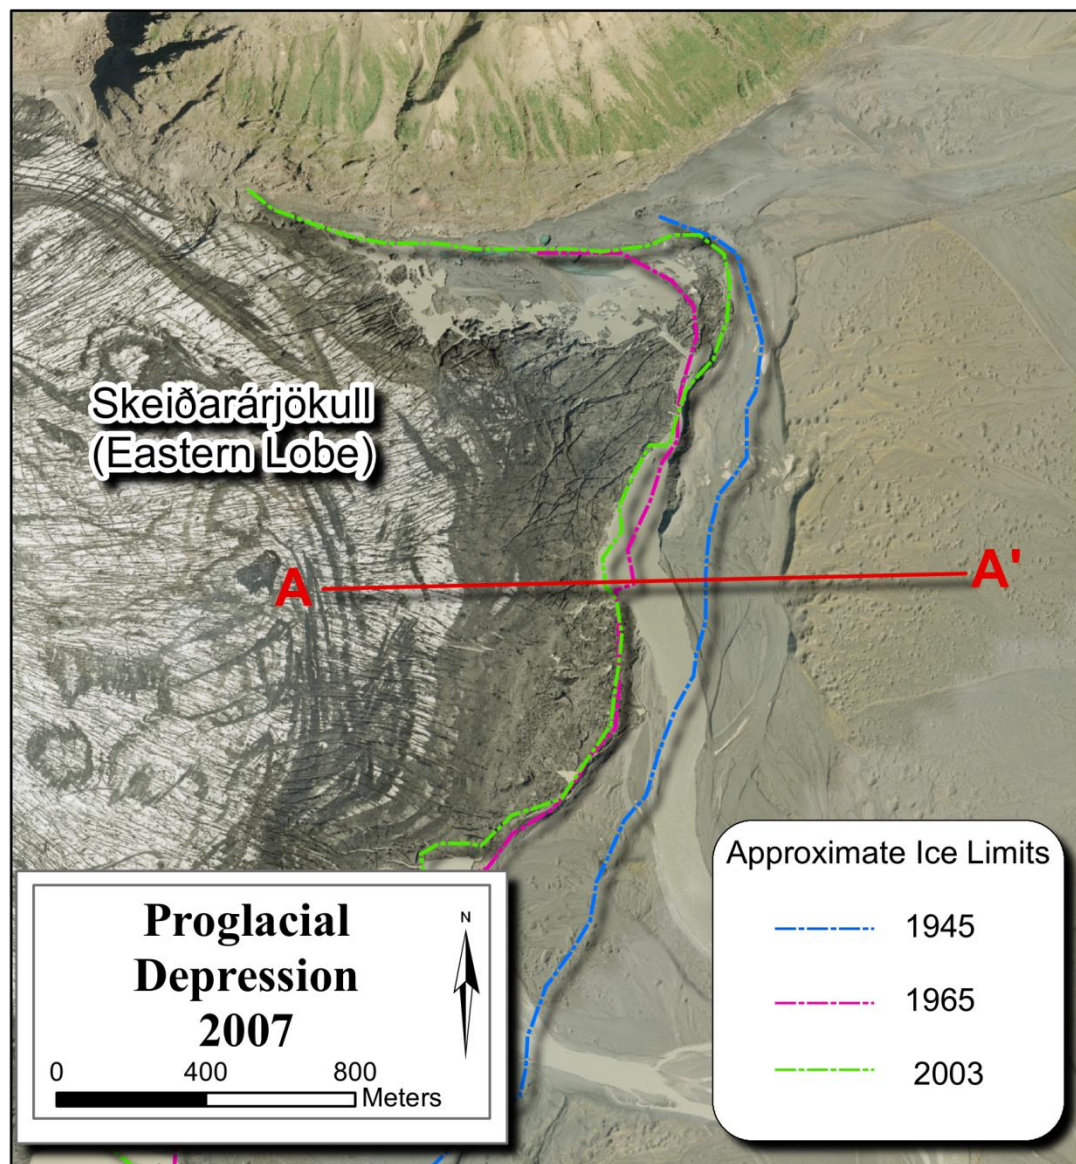 Skeiðarárjökull
(Eastern Lobe)
A
A'
Approximate Ice Limits
1945
1965
2003
Proglacial
Depression
2007
N
0 400 800
Meters